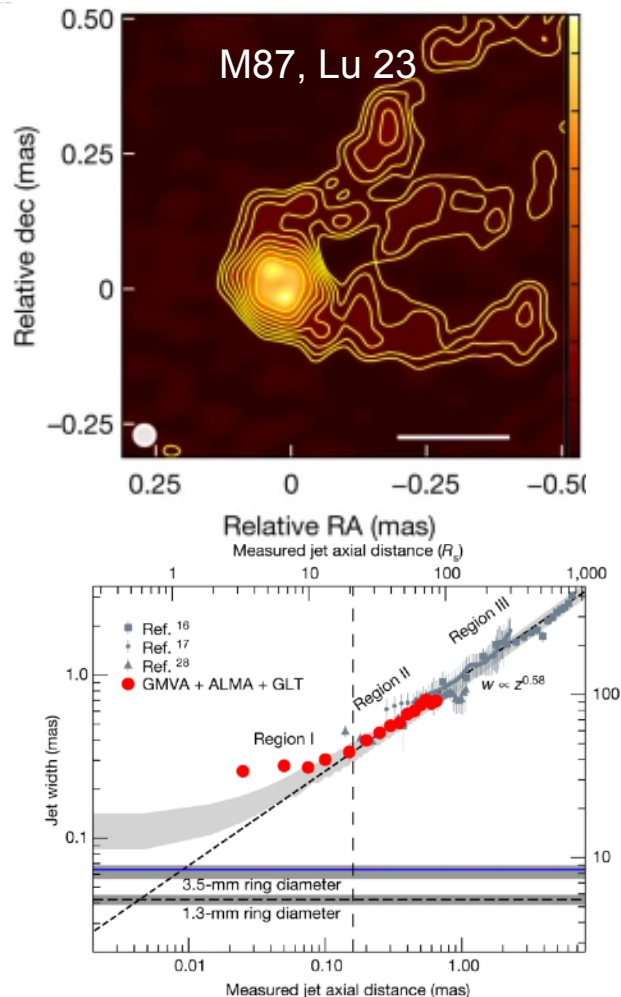 M87, Lu 23
0.50
0.25
0
−0.25
Relative dec (mas)
0.25 0 −0.25 −0.50
Relative RA (mas)
Measured jet axial distance (Rs)
1 10 100 1,000
Ref. 16
Ref. 17
Ref. 28
GMVA + ALMA + GLT
Region I
Region II
Region III
w ∝ z0.58
1.0
0.1
Jet width (mas)
100
10
3.5-mm ring diameter
1.3-mm ring diameter
0.01 0.10 1.00
Measured jet axial distance (mas)